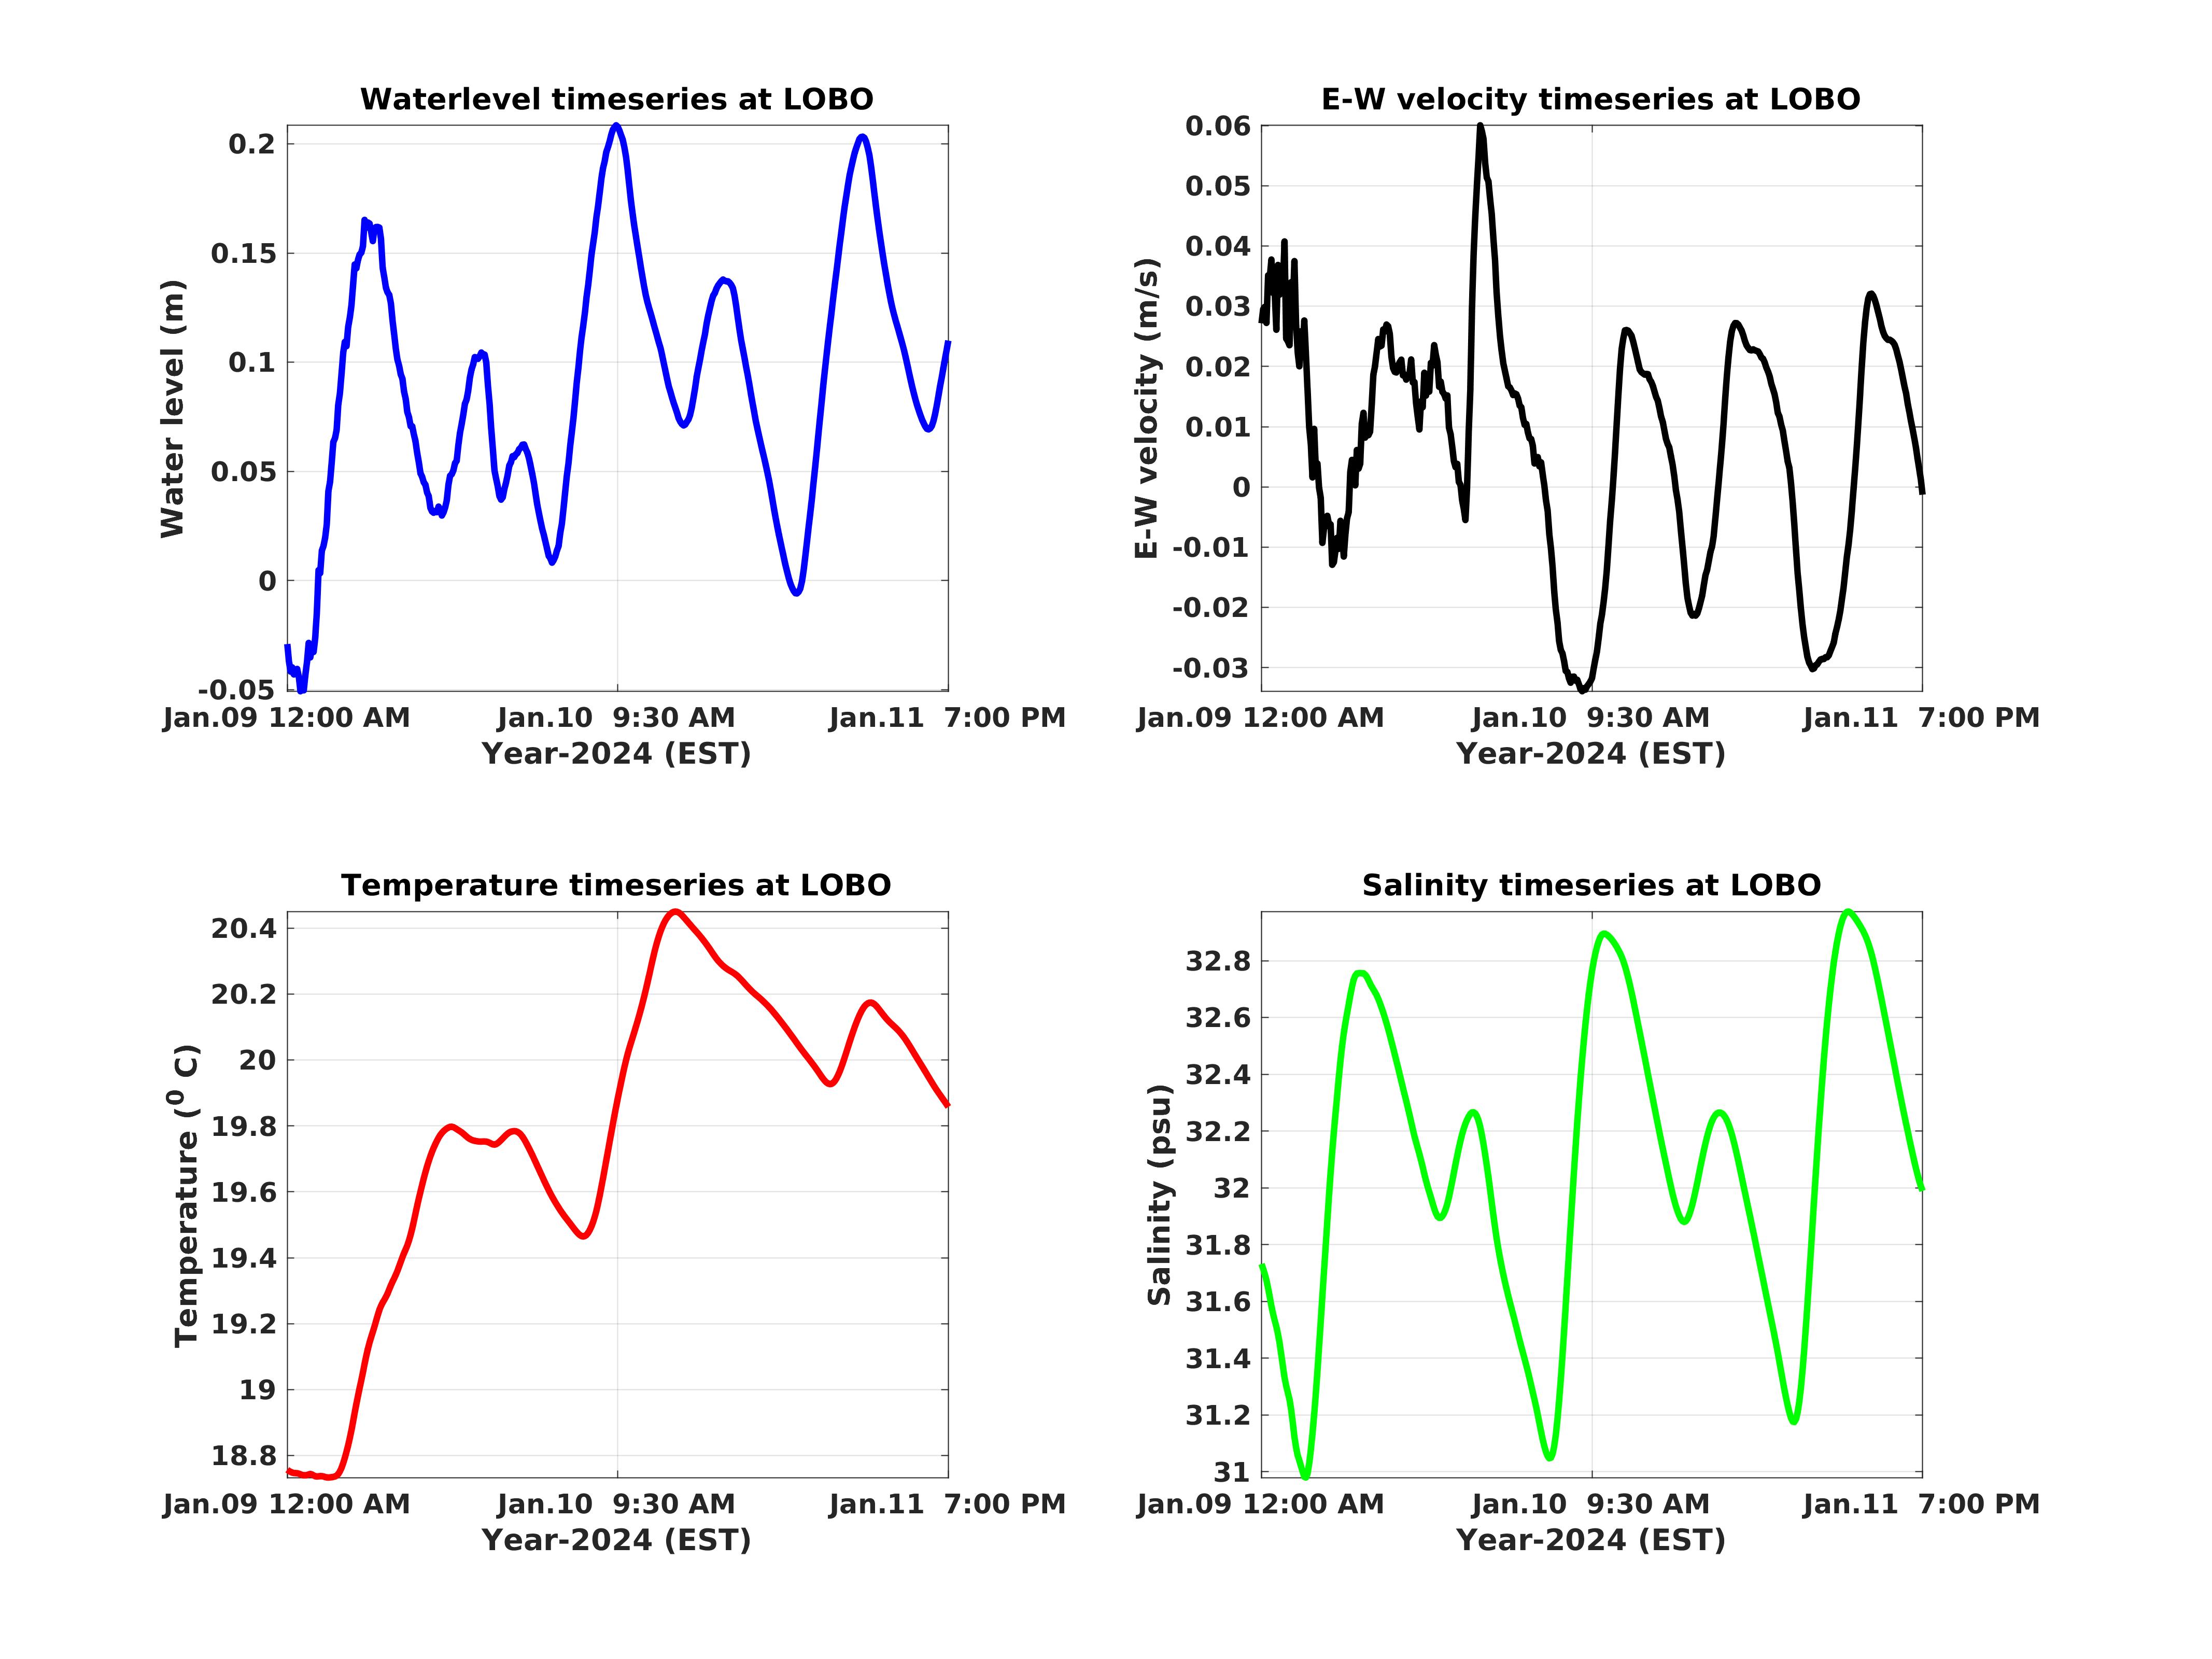 Waterlevel timeseries at LOBO
0.2
0.15
0.1
0.05
0
-0.05
Water level (m)
Jan.09 12:00 AM Jan.10 9:30 AM Jan.11 7:00 PM
Year-2024 (EST)
E-W velocity timeseries at LOBO
0.06
0.05
0.04
0.03
0.02
0.01
0
-0.01
-0.02
-0.03
E-W velocity (m/s)
Jan.09 12:00 AM Jan.10 9:30 AM Jan.11 7:00 PM
Year-2024 (EST)
Temperature timeseries at LOBO
20.4
20.2
20
19.8
19.6
19.4
19.2
19
18.8
Temperature (⁰ C)
Jan.09 12:00 AM Jan.10 9:30 AM Jan.11 7:00 PM
Year-2024 (EST)
Salinity timeseries at LOBO
32.8
32.6
32.4
32.2
32
31.8
31.6
31.4
31.2
31
Salinity (psu)
Jan.09 12:00 AM Jan.10 9:30 AM Jan.11 7:00 PM
Year-2024 (EST)